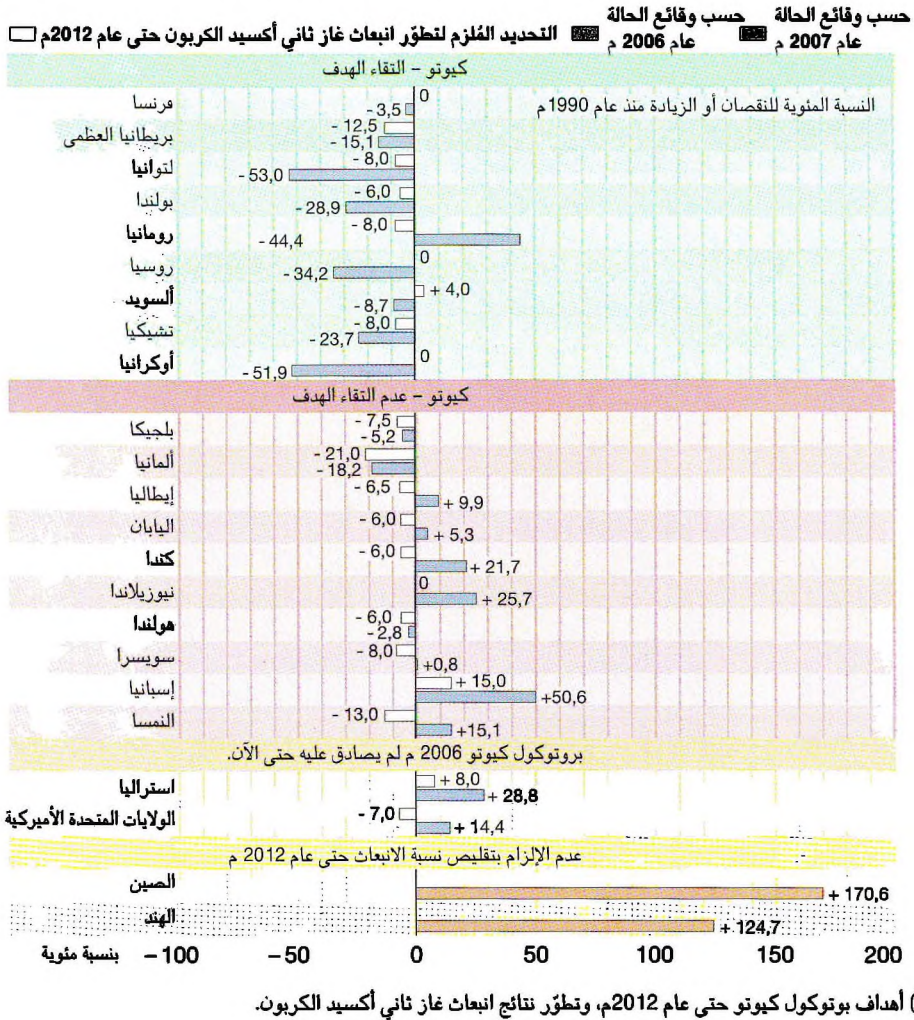 التحديد المُلزم لتطوّر انبعاث غاز ثاني أكسيد الكربون حتى عام 2012م
حسب وقائع الحالة
عام 2006 م
حسب وقائع الحالة
عام 2007 م
كيوتو – التقاء الهدف
النسبة المئوية للنقصان أو الزيادة منذ عام 1990م
فرنسا 0
- 3,5
بريطانيا العظمى - 12,5
- 15,1
لتوانيا - 8,0
- 53,0
بولندا - 6,0
- 28,9
رومانيا - 8,0
- 44,4
روسيا 0
- 34,2
ألسويد + 4,0
- 8,7
تشيكيا - 8,0
- 23,7
أوكرانيا 0
- 51,9
كيوتو – عدم التقاء الهدف
بلجيكا - 7,5
- 5,2
ألمانيا - 21,0
- 18,2
إيطاليا - 6,5
+ 9,9
اليابان - 6,0
+ 5,3
كندا - 6,0
+ 21,7
نيوزيلاندا 0
+ 25,7
هولندا - 6,0
- 2,8
سويسرا - 8,0
+0,8
إسبانيا + 15,0
+50,6
النمسا - 13,0
+15,1
بروتوكول كيوتو 2006 م لم يصادق عليه حتى الآن.
استراليا + 8,0
+ 28,8
الولايات المتحدة الأميركية - 7,0
+ 14,4
عدم الإلزام بتقليص نسبة الانبعاث حتى عام 2012 م
الصين
+ 170,6
الهند
+ 124,7
بنسبة مئوية –100 –50 0 50 100 150 200
) أهداف بوتوكول كيوتو حتى عام 2012م، وتطوّر نتائج انبعاث غاز ثاني أكسيد الكربون.